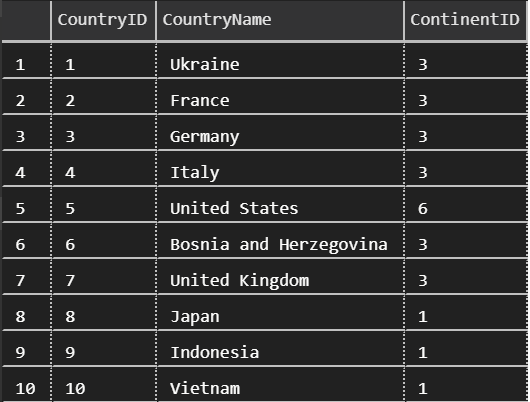 CountryID CountryName ContinentID
1 1 Ukraine 3
2 2 France 3
3 3 Germany 3
4 4 Italy 3
5 5 United States 6
6 6 Bosnia and Herzegovina 3
7 7 United Kingdom 3
8 8 Japan 1
9 9 Indonesia 1
10 10 Vietnam 1